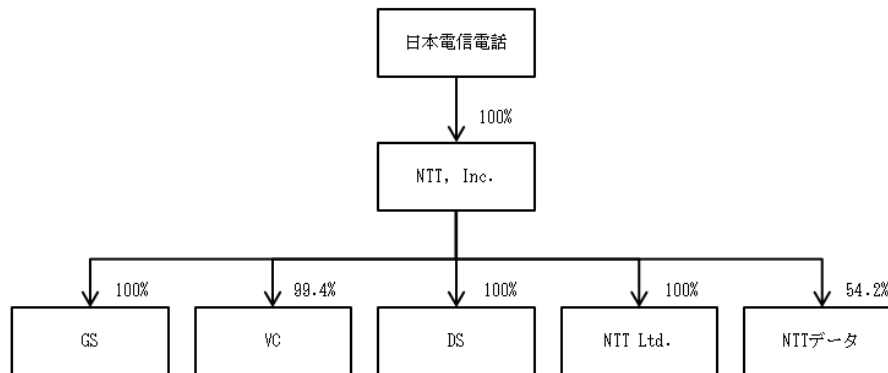 日本電信電話
100%
NTT, Inc.
100%
99.4%
100%
100%
54.2%
GS
VC
DS
NTT Ltd.
NTTデータ